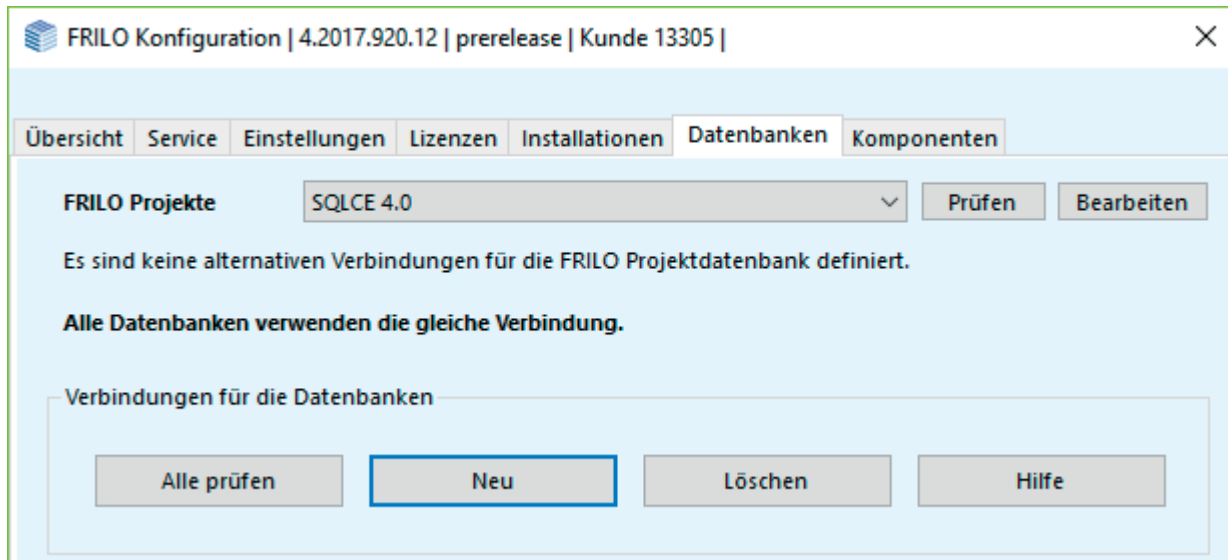 FRILO Konfiguration | 4.2017.920.12 | prerelease | Kunde 13305 |
Übersicht Service Einstellungen Lizenzen Installationen Datenbanken Komponenten
FRILO Projekte SQLCE 4.0 Prüfen Bearbeiten
Es sind keine alternativen Verbindungen für die FRILO Projektdatenbank definiert.
Alle Datenbanken verwenden die gleiche Verbindung.
Verbindungen für die Datenbanken
Alle prüfen Neu Löschen Hilfe